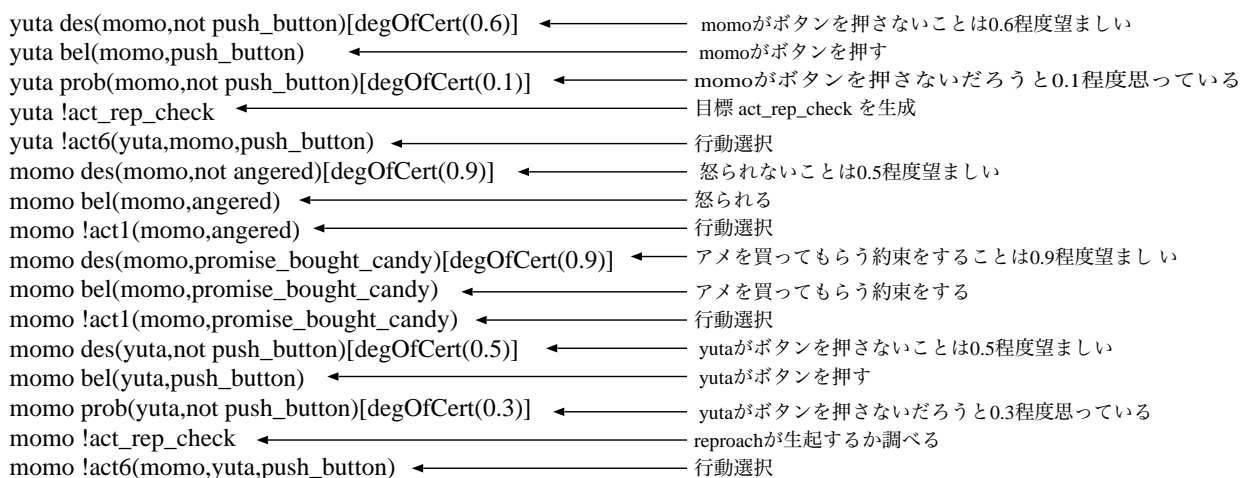 yuta des(momo,not push_button)[degOfCert(0.6)] momoがボタンを押さないことは0.6程度望ましい
yuta bel(momo,push_button) momoがボタンを押す
yuta prob(momo,not push_button)[degOfCert(0.1)] momoがボタンを押さないだろうと0.1程度思っている
yuta !act_rep_check 目標 act_rep_check を生成
yuta !act6(yuta,momo,push_button) 行動選択
momo des(momo,not angered)[degOfCert(0.9)] 怒られないことは0.5程度望ましい
momo bel(momo,angered) 怒られる
momo !act1(momo,angered) 行動選択
momo des(momo,promise_bought_candy)[degOfCert(0.9)] アメを買ってもらう約束をすることは0.9程度望まし い
momo bel(momo,promise_bought_candy) アメを買ってもらう約束をする
momo !act1(momo,promise_bought_candy) 行動選択
momo des(yuta,not push_button)[degOfCert(0.5)] yutaがボタンを押さないことは0.5程度望ましい
momo bel(yuta,push_button) yutaがボタンを押す
momo prob(yuta,not push_button)[degOfCert(0.3)] yutaがボタンを押さないだろうと0.3程度思っている
momo !act_rep_check reproachが生起するか調べる
momo !act6(momo,yuta,push_button) 行動選択